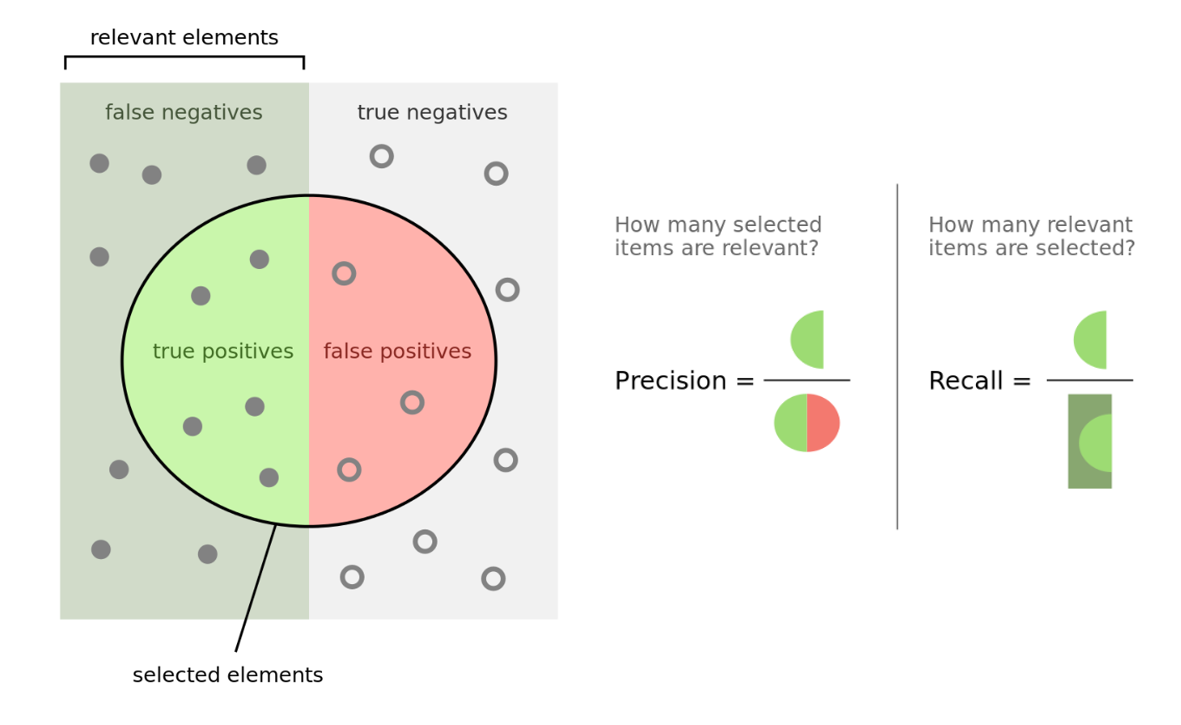 relevant elements
false negatives
true negatives
true positives
false positives
selected elements
How many selected
items are relevant?
Precision =
How many relevant
items are selected?
Recall =